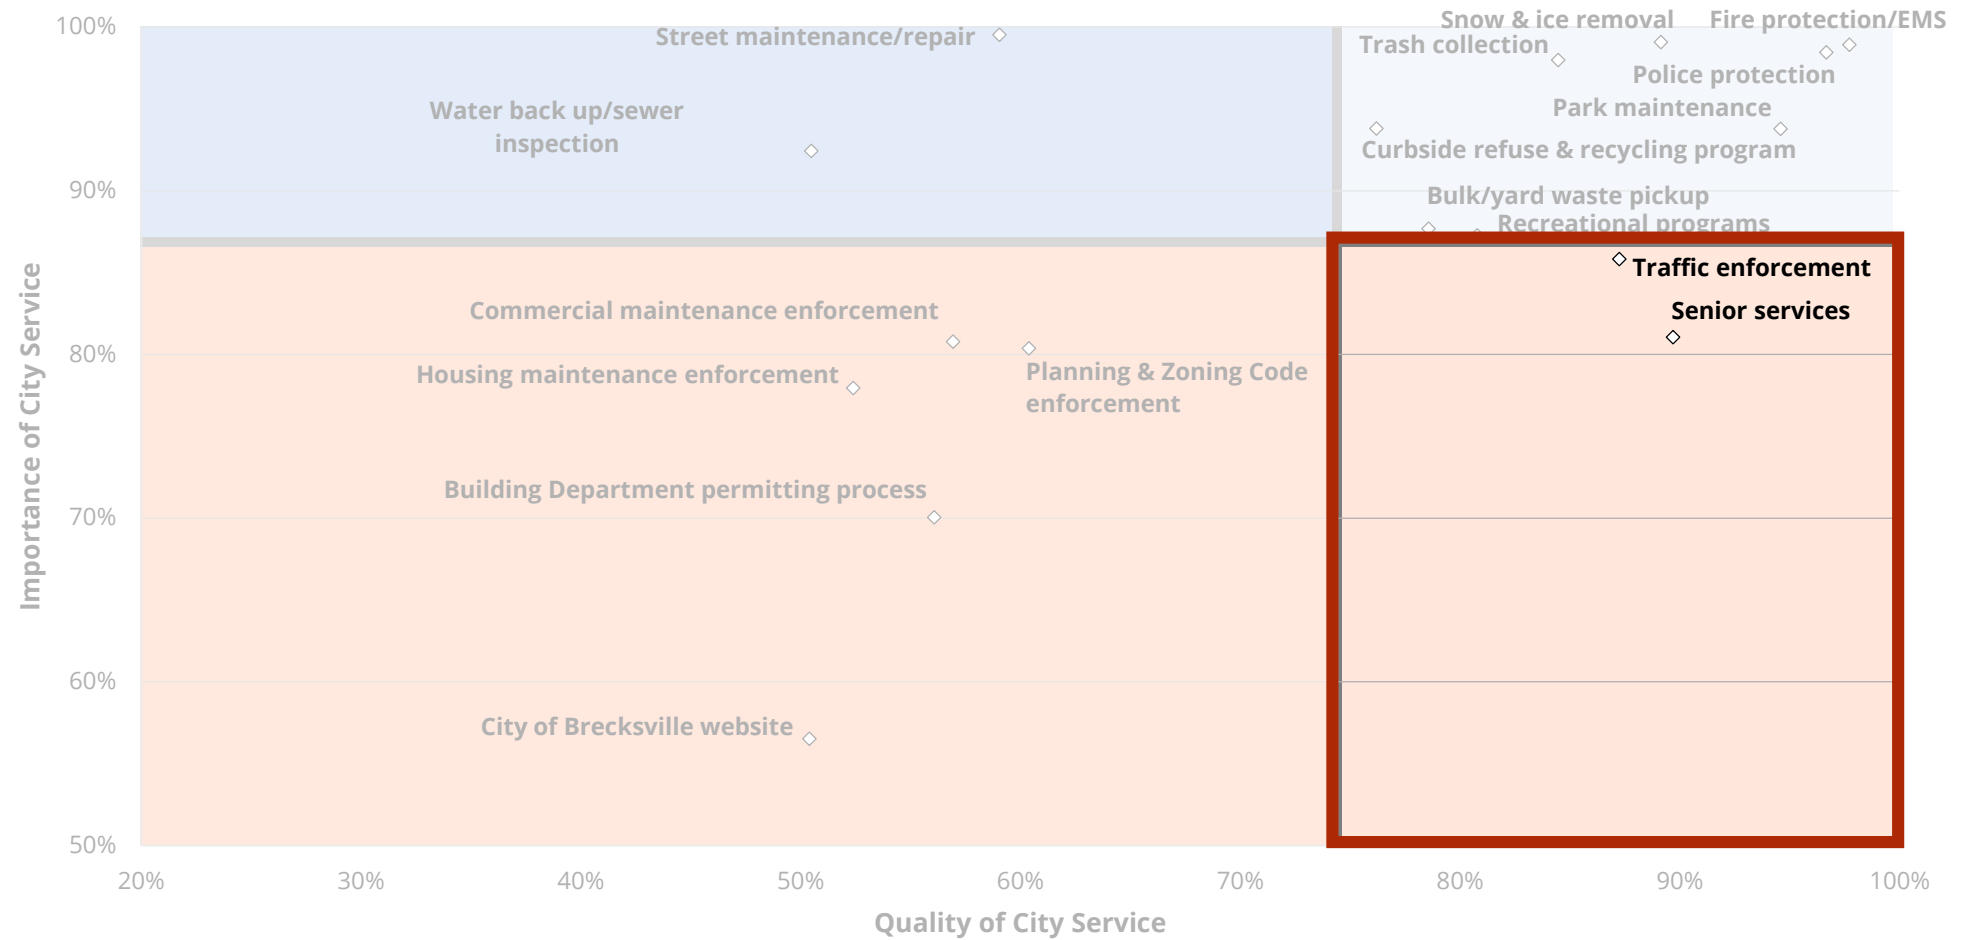 100%
Street maintenance/repair
Snow & ice removal
Fire protection/EMS
Trash collection
Police protection
Water back up/sewer
inspection
Park maintenance
Curbside refuse & recycling program
90%
Bulk/yard waste pickup
Recreational programs
Traffic enforcement
Commercial maintenance enforcement
Senior services
80%
Housing maintenance enforcement
Planning & Zoning Code
enforcement
Building Department permitting process
70%
60%
City of Brecksville website
50%
Importance of City Service
20%
30%
40%
50%
60%
70%
80%
90%
100%
Quality of City Service